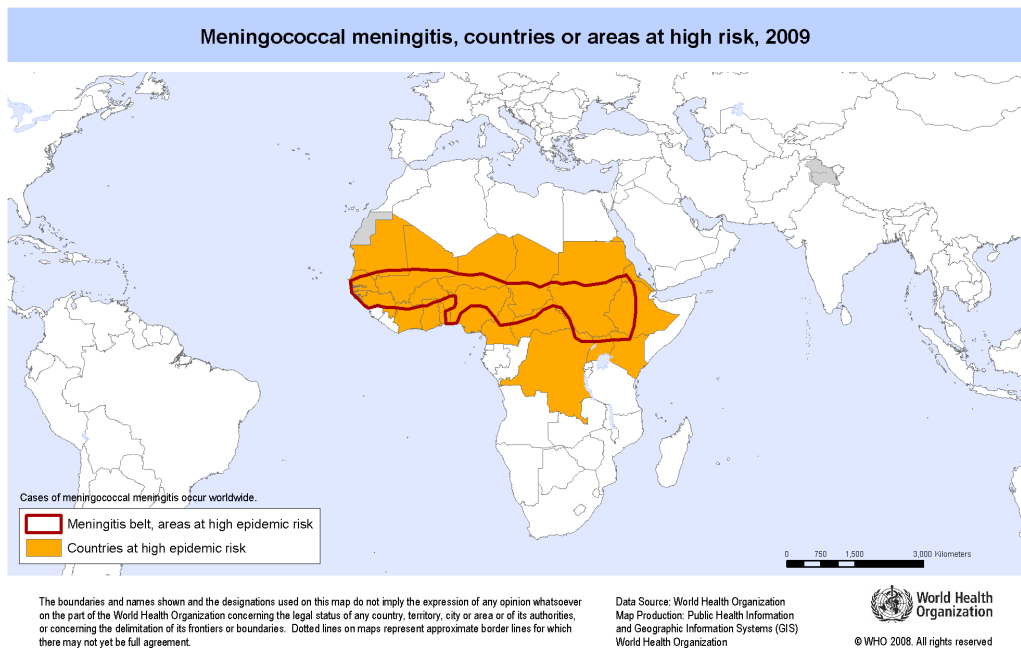 Meningococcal meningitis, countries or areas at high risk, 2009
Cases of meningococcal meningitis occur worldwide.
Meningitis belt, areas at high epidemic risk
Countries at high epidemic risk
0 750 1,500 3,000 Kilometers
The boundaries and names shown and the designations used on this map do not imply the expression of any opinion whatsoever
on the part of the World Health Organization concerning the legal status of any country, territory, city or area or of its authorities,
or concerning the delimitation of its frontiers or boundaries. Dotted lines on maps represent approximate border lines for which
there may not yet be full agreement.
Data Source: World Health Organization
Map Production: Public Health Information
and Geographic Information Systems (GIS)
World Health Organization
World Health
Organization
© WHO 2008. All rights reserved